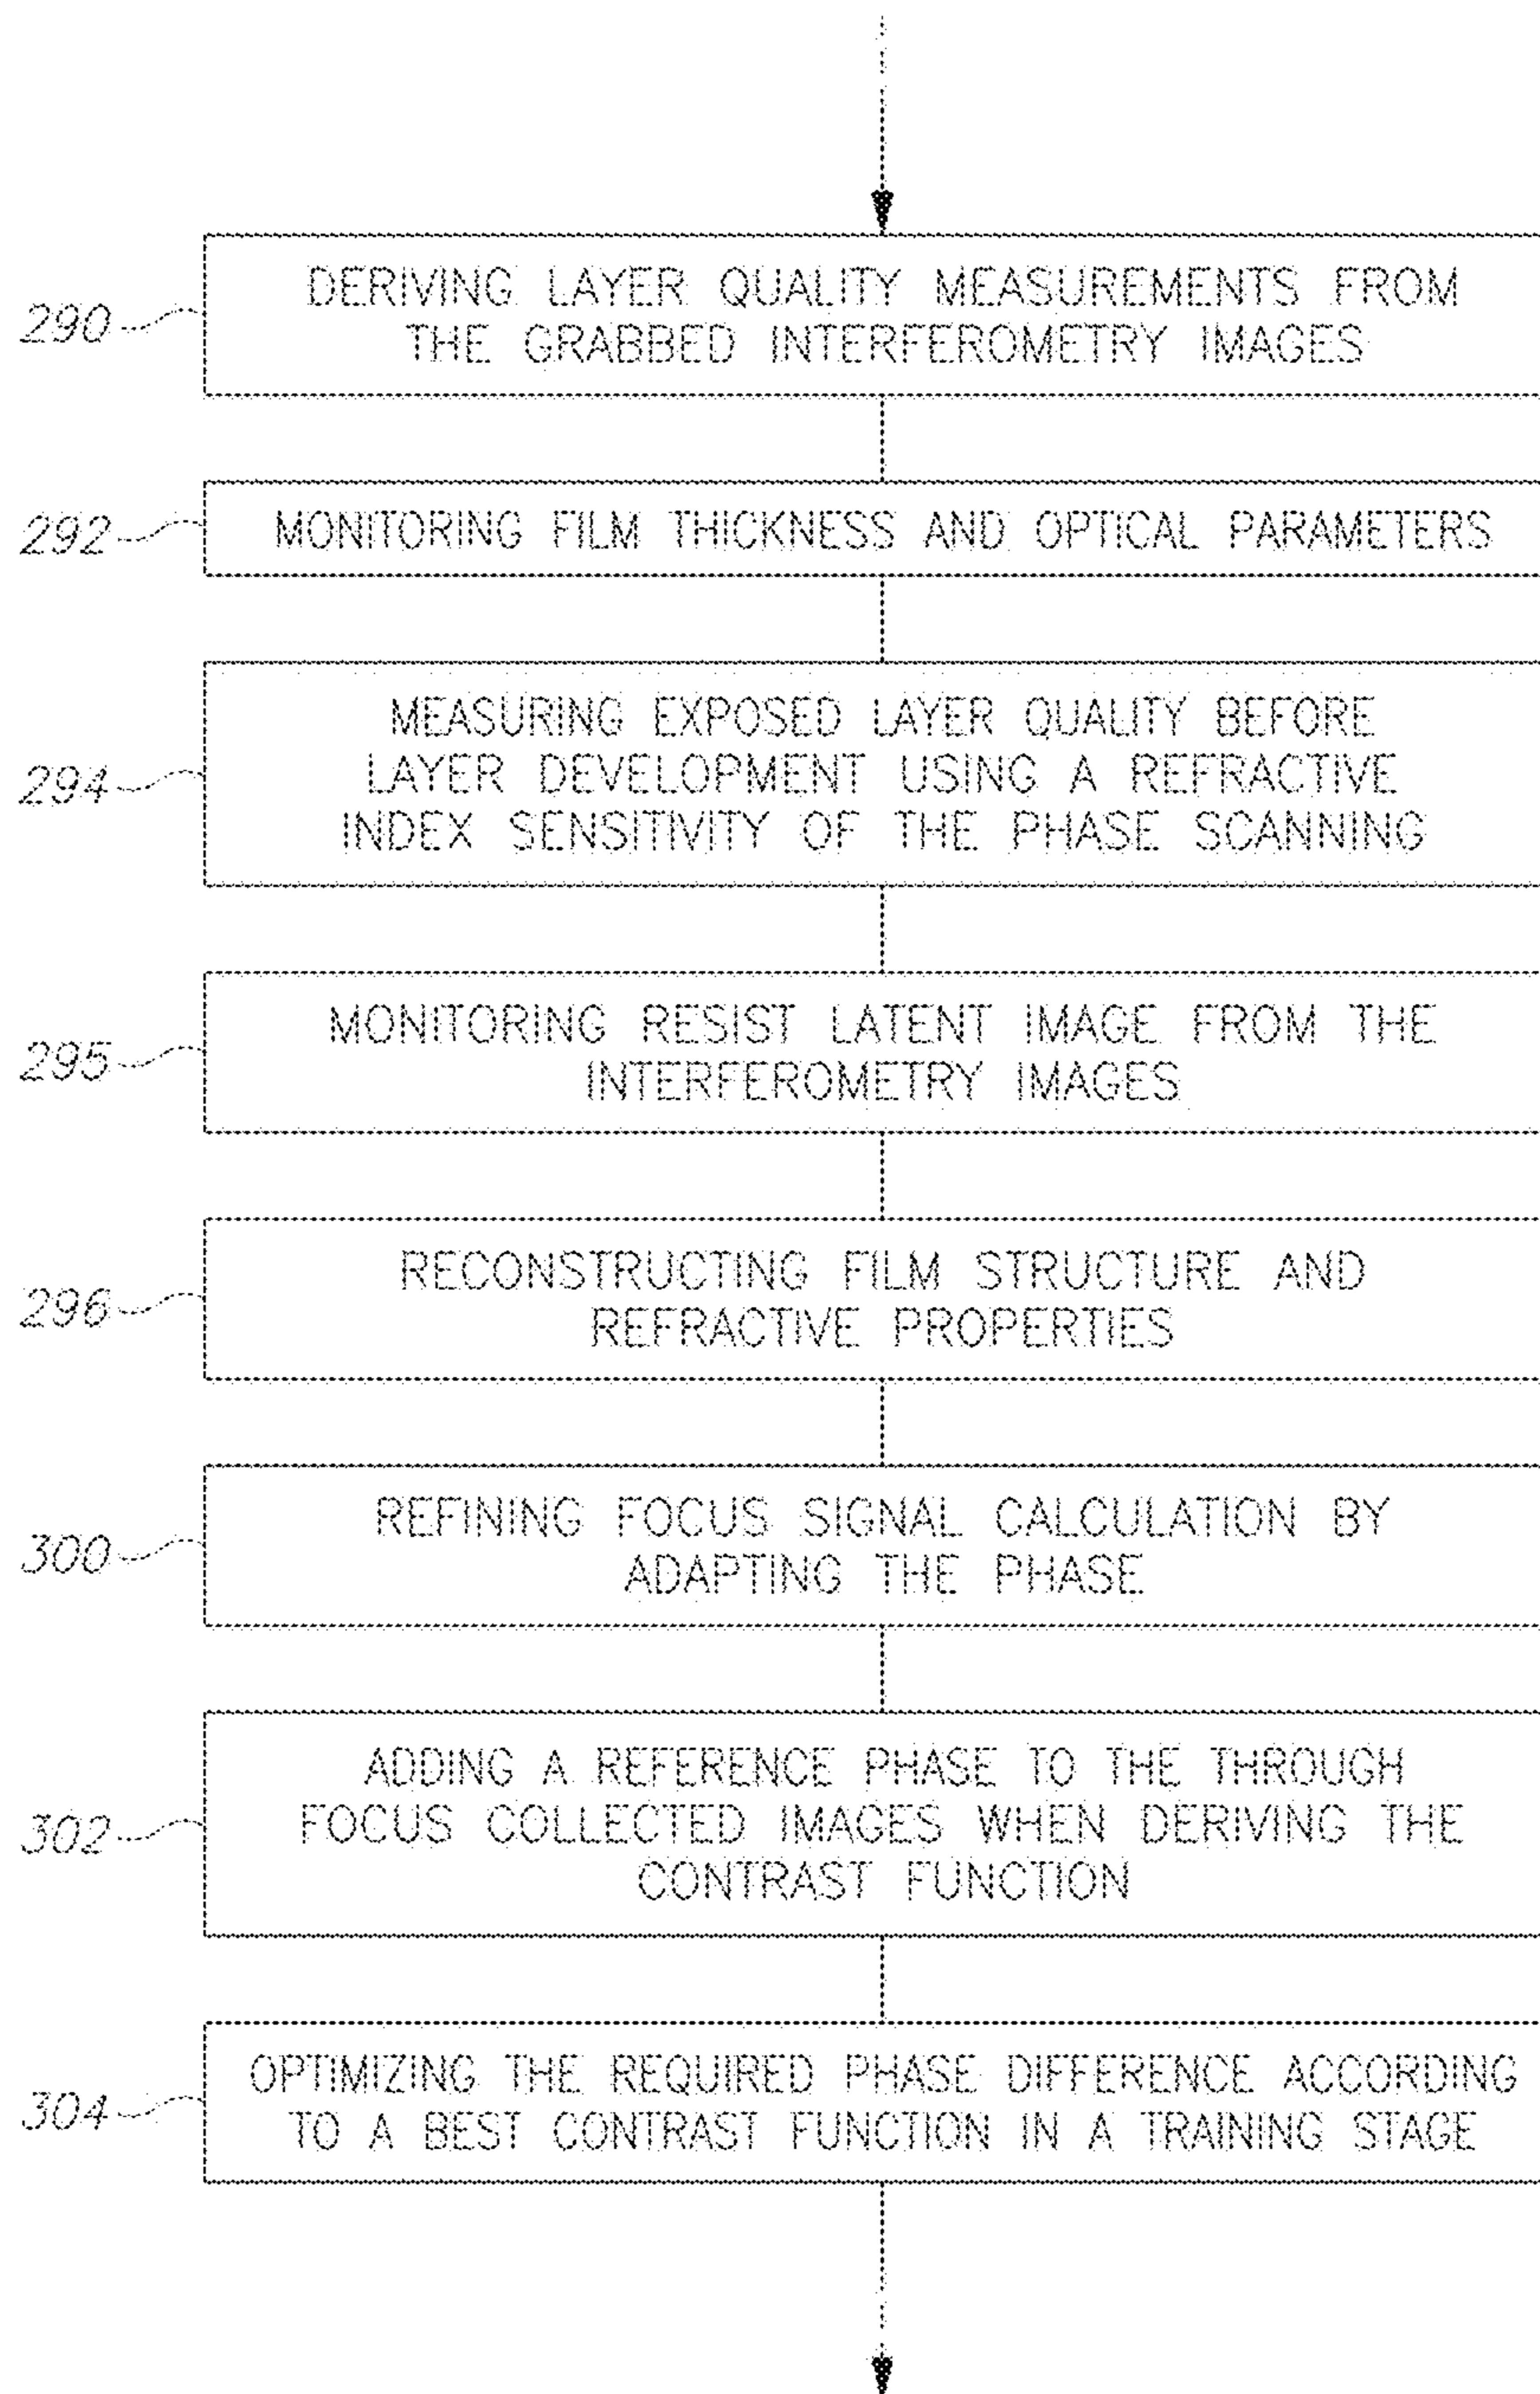 290
DERIVING LAYER QUALITY MEASUREMENTS FROM
THE GRABBED INTERFEROMETRY IMAGES
292
MONITORING FILM THICKNESS AND OPTICAL PARAMETERS
294
MEASURING EXPOSED LAYER QUALITY BEFORE
LAYER DEVELOPMENT USING A REFRACTIVE
INDEX SENSITIVITY OF THE PHASE SCANNING
295
MONITORING RESIST LATENT IMAGE FROM THE
INTERFEROMETRY IMAGES
296
RECONSTRUCTING FILM STRUCTURE AND
REFRACTIVE PROPERTIES
300
REFINING FOCUS SIGNAL CALCULATION BY
ADAPTING THE PHASE
302
ADDING A REFERENCE PHASE TO THE THROUGH
FOCUS COLLECTED IMAGES WHEN DERIVING THE
CONTRAST FUNCTION
304
OPTIMIZING THE REQUIRED PHASE DIFFERENCE ACCORDING
TO A BEST CONTRAST FUNCTION IN A TRAINING STAGE